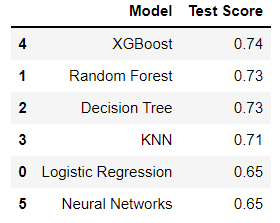 Model Test Score
4 XGBoost 0.74
1 Random Forest 0.73
2 Decision Tree 0.73
3 KNN 0.71
0 Logistic Regression 0.65
5 Neural Networks 0.65